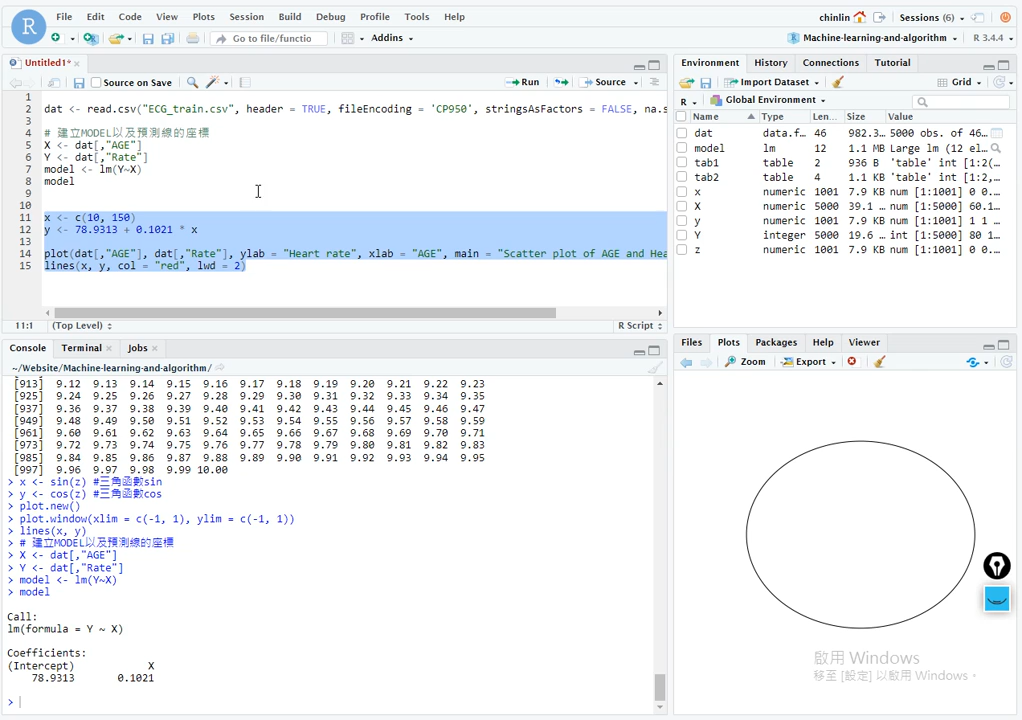 File Edit Code View Plots Session Build Debug Profile Tools Help
chinlin Sessions (6)
Go to file/functio Addins
Machine-learning-and-algorithm R 3.4.4
Untitled1*
Source on Save Run Source
1
2 dat <- read.csv("ECG_train.csv", header = TRUE, fileEncoding = 'CP950', stringsAsFactors = FALSE, na.s
3
4 # 建立MODEL以及預測線的座標
5 X <- dat[,"AGE"]
6 Y <- dat[,"Rate"]
7 model <- lm(Y~X)
8 model
9
10
11 x <- c(10, 150)
12 y <- 78.9313 + 0.1021 * x
13
14 plot(dat[,"AGE"], dat[,"Rate"], ylab = "Heart rate", xlab = "AGE", main = "Scatter plot of AGE and Hea
15 lines(x, y, col = "red", lwd = 2)
11:1 (Top Level) R Script
Console Terminal Jobs
~/Website/Machine-learning-and-algorithm/
[913] 9.12 9.13 9.14 9.15 9.16 9.17 9.18 9.19 9.20 9.21 9.22 9.23
[925] 9.24 9.25 9.26 9.27 9.28 9.29 9.30 9.31 9.32 9.33 9.34 9.35
[937] 9.36 9.37 9.38 9.39 9.40 9.41 9.42 9.43 9.44 9.45 9.46 9.47
[949] 9.48 9.49 9.50 9.51 9.52 9.53 9.54 9.55 9.56 9.57 9.58 9.59
[961] 9.60 9.61 9.62 9.63 9.64 9.65 9.66 9.67 9.68 9.69 9.70 9.71
[973] 9.72 9.73 9.74 9.75 9.76 9.77 9.78 9.79 9.80 9.81 9.82 9.83
[985] 9.84 9.85 9.86 9.87 9.88 9.89 9.90 9.91 9.92 9.93 9.94 9.95
[997] 9.96 9.97 9.98 9.99 10.00
> x <- sin(z) #三角函數sin
> y <- cos(z) #三角函數cos
> plot.new()
> plot.window(xlim = c(-1, 1), ylim = c(-1, 1))
> lines(x, y)
> # 建立MODEL以及預測線的座標
> X <- dat[,"AGE"]
> Y <- dat[,"Rate"]
> model <- lm(Y~X)
> model
Call:
lm(formula = Y ~ X)
Coefficients:
(Intercept) X
78.9313 0.1021
>
Environment History Connections Tutorial
Import Dataset Grid
R Global Environment
Name Type Len... Size Value
dat data.f... 46 982.3... 5000 obs. of 46...
model lm 12 1.1 MB Large lm (12 el...
tab1 table 2 936 B 'table' int [1:2(...
tab2 table 4 1.1 KB 'table' int [1:2,...
x numeric 1001 7.9 KB num [1:1001] 0 0...
X numeric 5000 39.1 ... num [1:5000] 60.1...
y numeric 1001 7.9 KB num [1:1001] 1 1 ...
Y integer 5000 19.6 ... int [1:5000] 80 1...
z numeric 1001 7.9 KB num [1:1001] 0 0...
Files Plots Packages Help Viewer
Zoom Export
啟用 Windows
移至 [設定] 以啟用 Windows。